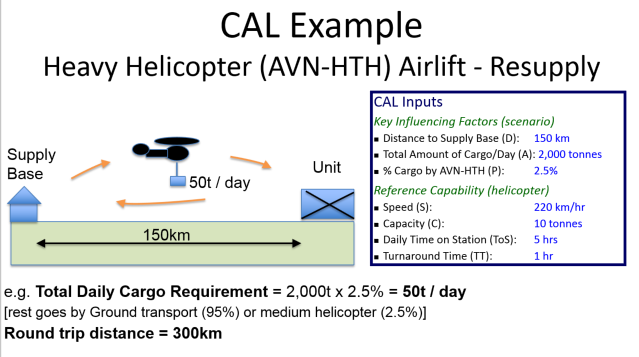 CAL Example
Heavy Helicopter (AVN-HTH) Airlift - Resupply
Supply
Base
50t / day
Unit
150km
CAL Inputs
Key Influencing Factors (scenario)
▪ Distance to Supply Base (D): 150 km
▪ Total Amount of Cargo/Day (A): 2,000 tonnes
▪ % Cargo by AVN-HTH (P): 2.5%
Reference Capability (helicopter)
▪ Speed (S): 220 km/hr
▪ Capacity (C): 10 tonnes
▪ Daily Time on Station (ToS): 5 hrs
▪ Turnaround Time (TT): 1 hr
e.g. Total Daily Cargo Requirement = 2,000t x 2.5% = 50t / day
[rest goes by Ground transport (95%) or medium helicopter (2.5%)]
Round trip distance = 300km